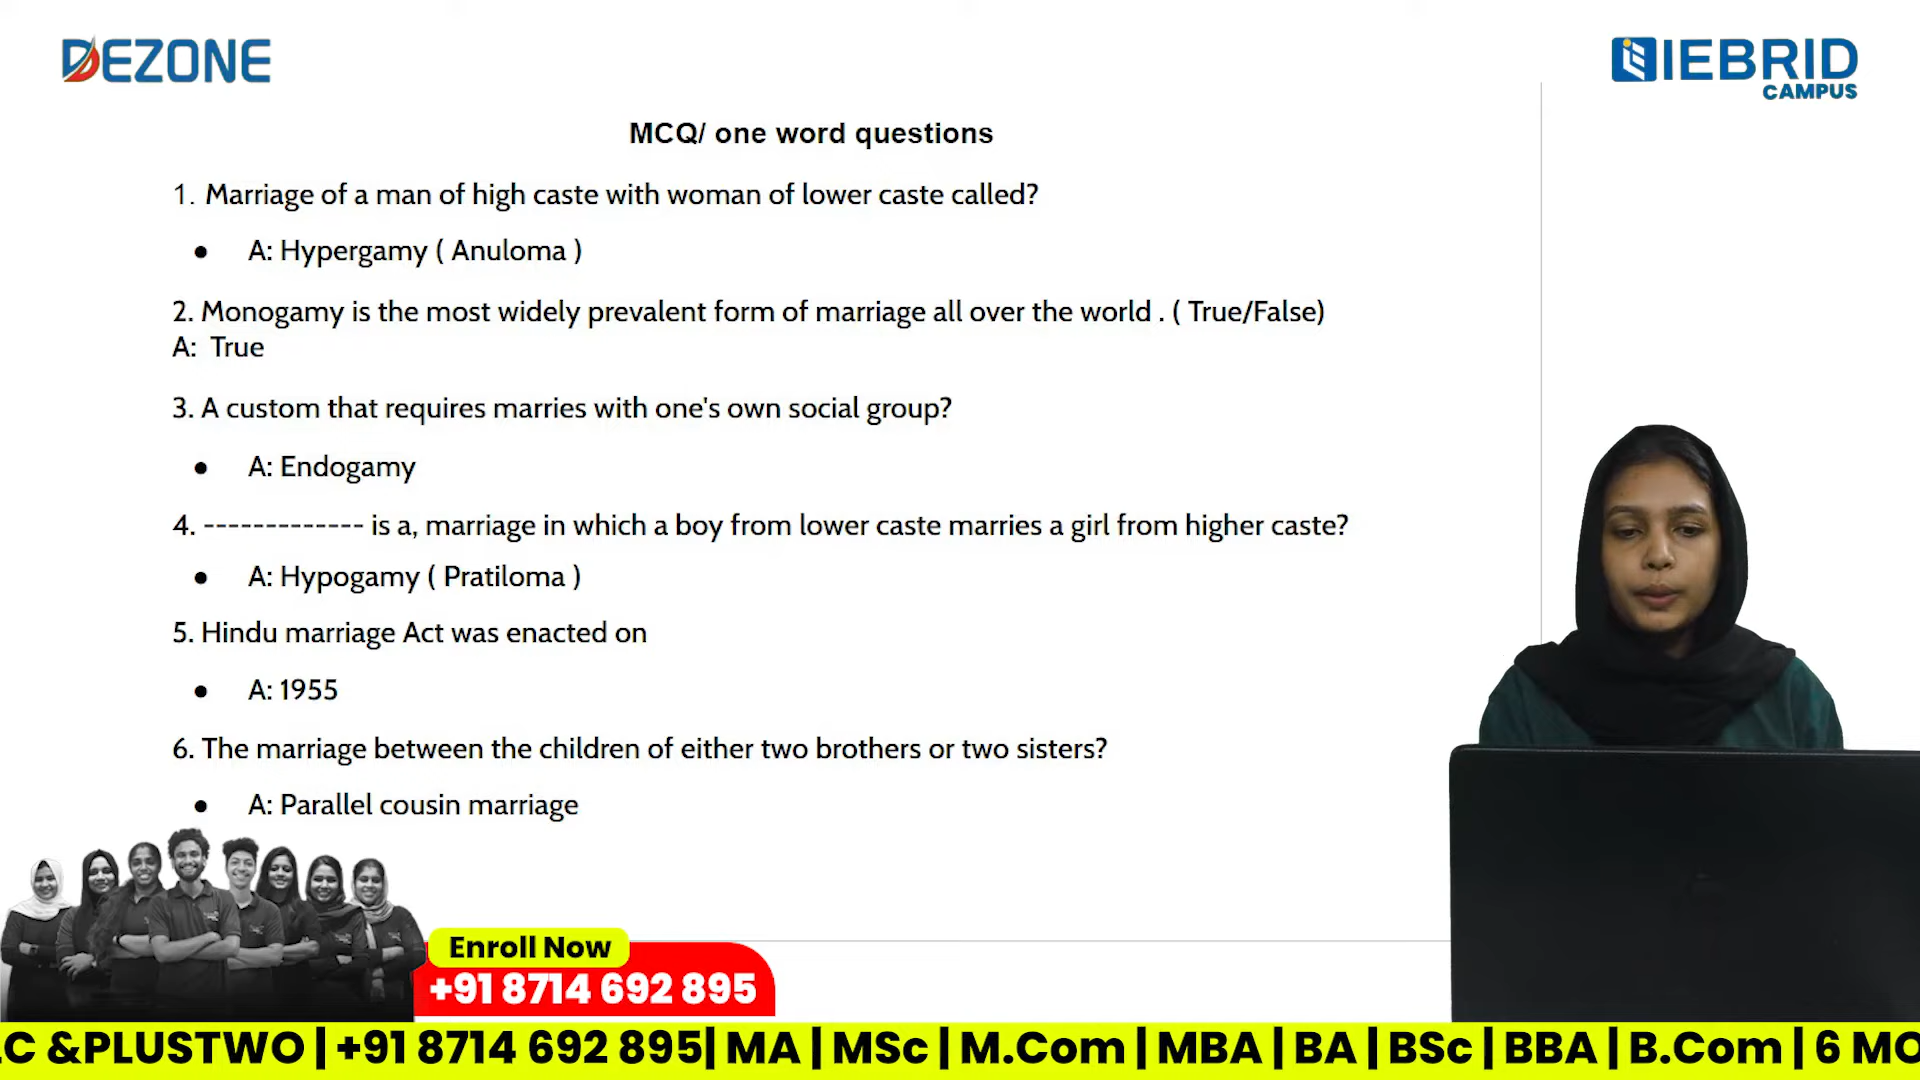 DEZONE
IEBRID
CAMPUS
MCQ/ one word questions
1. Marriage of a man of high caste with woman of lower caste called?
● A: Hypergamy ( Anuloma )
2. Monogamy is the most widely prevalent form of marriage all over the world . ( True/False)
A: True
3. A custom that requires marries with one's own social group?
● A: Endogamy
4. ------------- is a, marriage in which a boy from lower caste marries a girl from higher caste?
● A: Hypogamy ( Pratiloma )
5. Hindu marriage Act was enacted on
● A: 1955
6. The marriage between the children of either two brothers or two sisters?
● A: Parallel cousin marriage
Enroll Now
+91 8714 692 895
LC &PLUSTWO | +91 8714 692 895| MA | MSc | M.Com | MBA | BA | BSc | BBA | B.Com | 6 MO